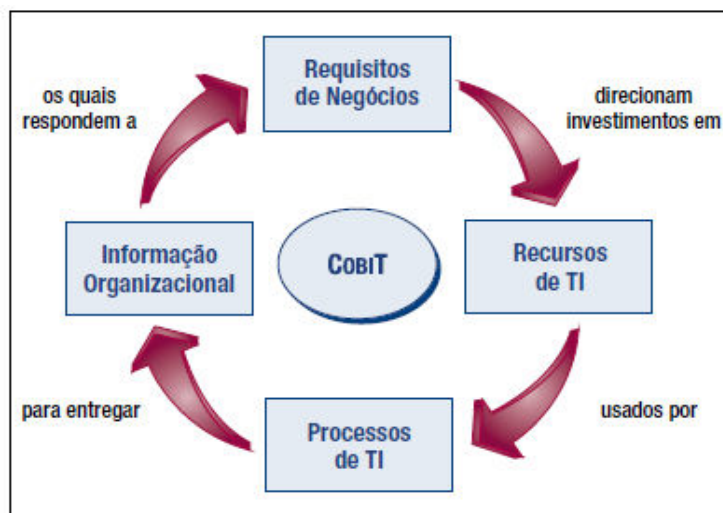 Requisitos
de Negócios
direcionam
investimentos em
Recursos
de TI
usados por
Processos
de TI
para entregar
Informação
Organizacional
os quais
respondem a
COBIT